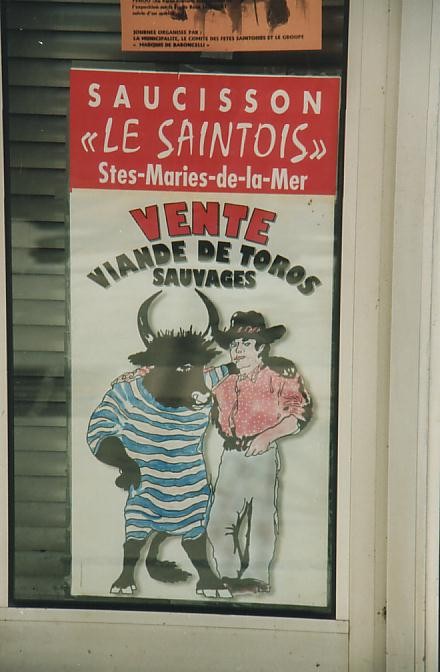 JOURNEE ORGANISEE PAR :
LA MUNICIPALITE, LE COMITE DES FETES SAINTOISES ET LE GROUPE
« MARQUIS DE BARONCELLI »
SAUCISSON
«LE SAINTOIS»
Stes-Maries-de-la-Mer
VENTE
VIANDE DE TOROS
SAUVAGES